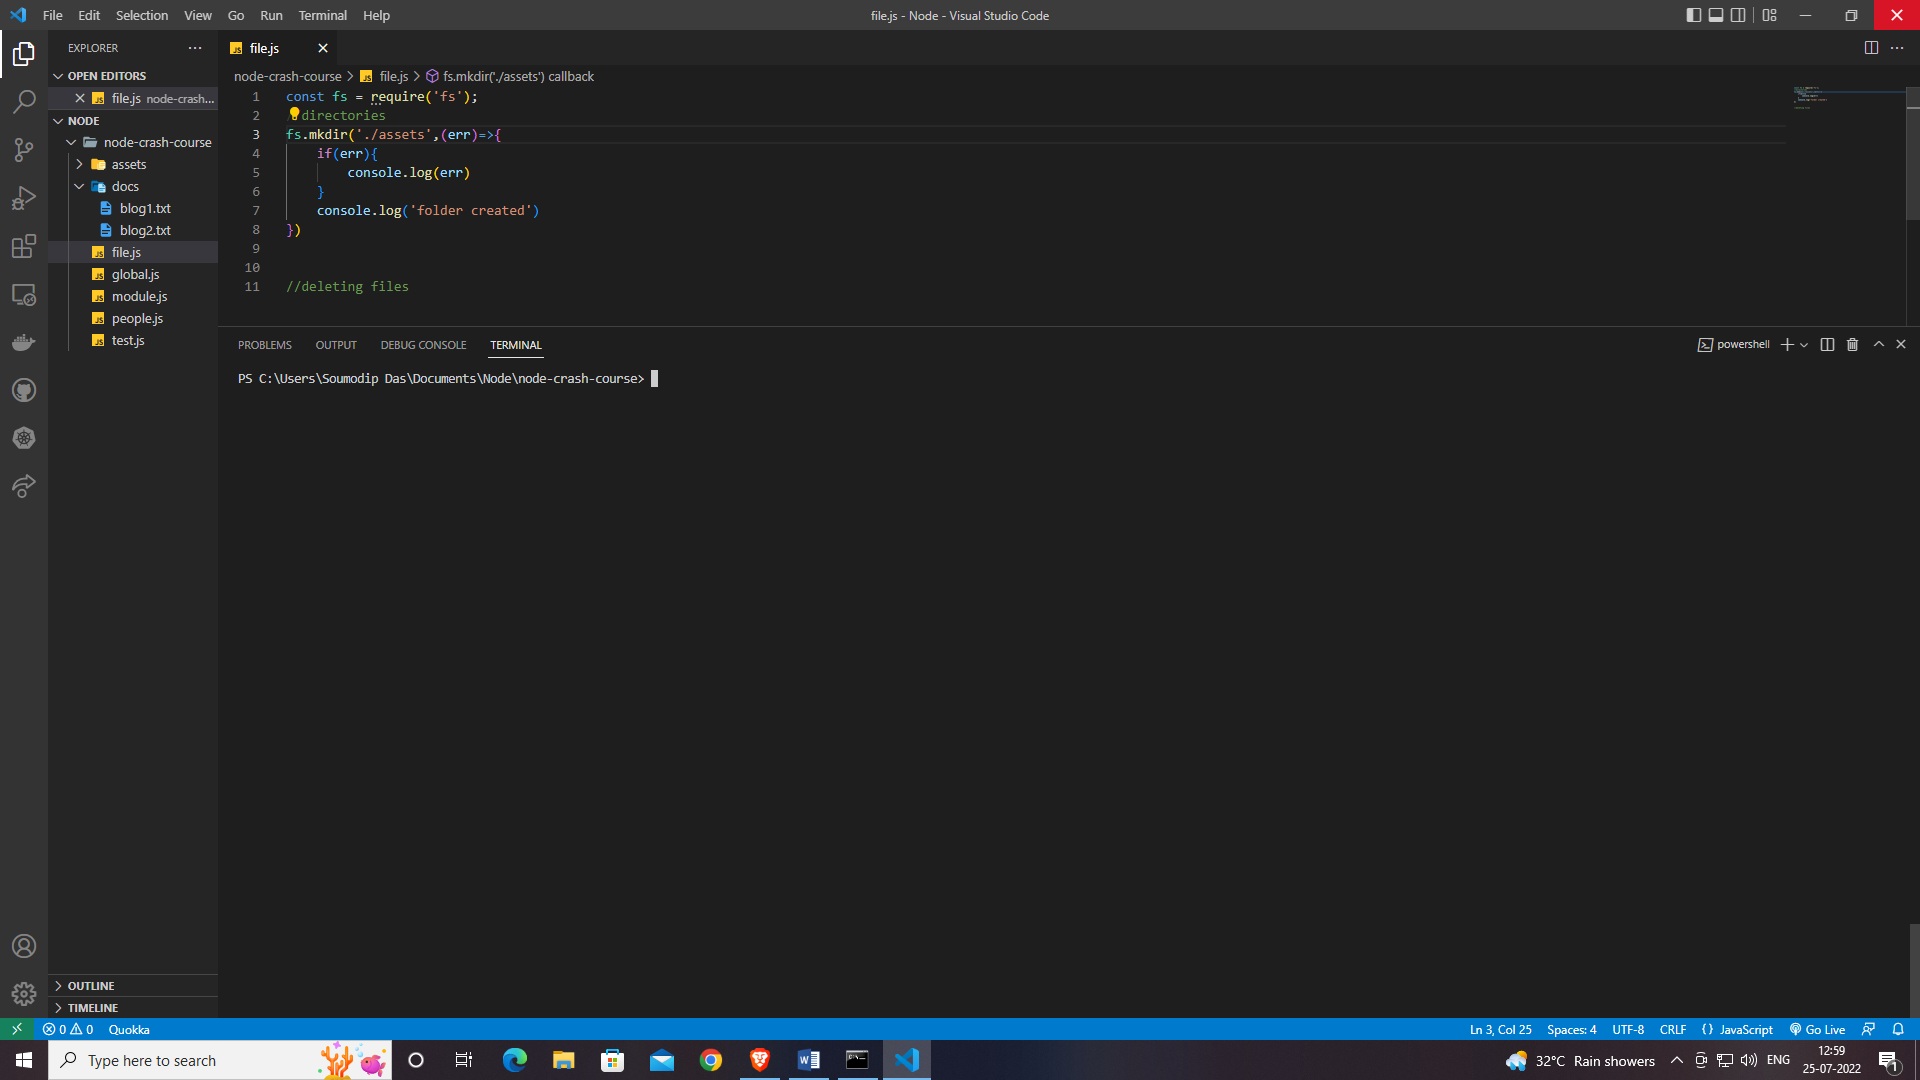 File Edit Selection View Go Run Terminal Help
file.js - Node - Visual Studio Code
EXPLORER
OPEN EDITORS
file.js node-crash...
NODE
node-crash-course
assets
docs
blog1.txt
blog2.txt
file.js
global.js
module.js
people.js
test.js
OUTLINE
TIMELINE
file.js
node-crash-course > file.js > fs.mkdir('./assets') callback
1 const fs = require('fs');
2 directories
3 fs.mkdir('./assets',(err)=>{
4 if(err){
5 console.log(err)
6 }
7 console.log('folder created')
8 })
9
10
11 //deleting files
PROBLEMS OUTPUT DEBUG CONSOLE TERMINAL
powershell
PS C:\Users\Soumodip Das\Documents\Node\node-crash-course>
0 0 Quokka
Ln 3, Col 25 Spaces: 4 UTF-8 CRLF {} JavaScript Go Live
Type here to search
32°C Rain showers
ENG
12:59
25-07-2022
1